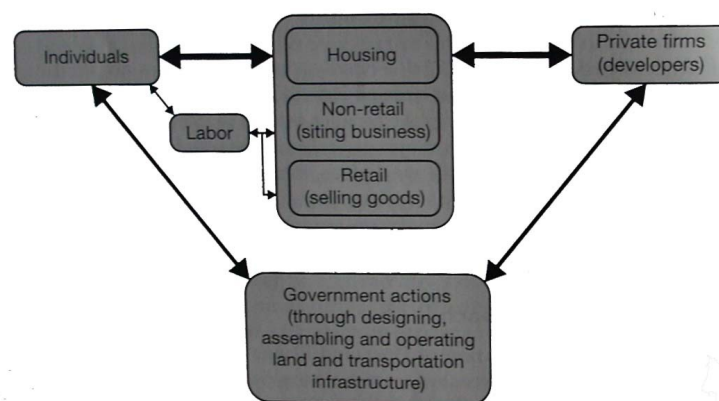 Individuals
Housing
Private firms
(developers)
Labor
Non-retail
(siting business)
Retail
(selling goods)
Government actions
(through designing,
assembling and operating
land and transportation
infrastructure)